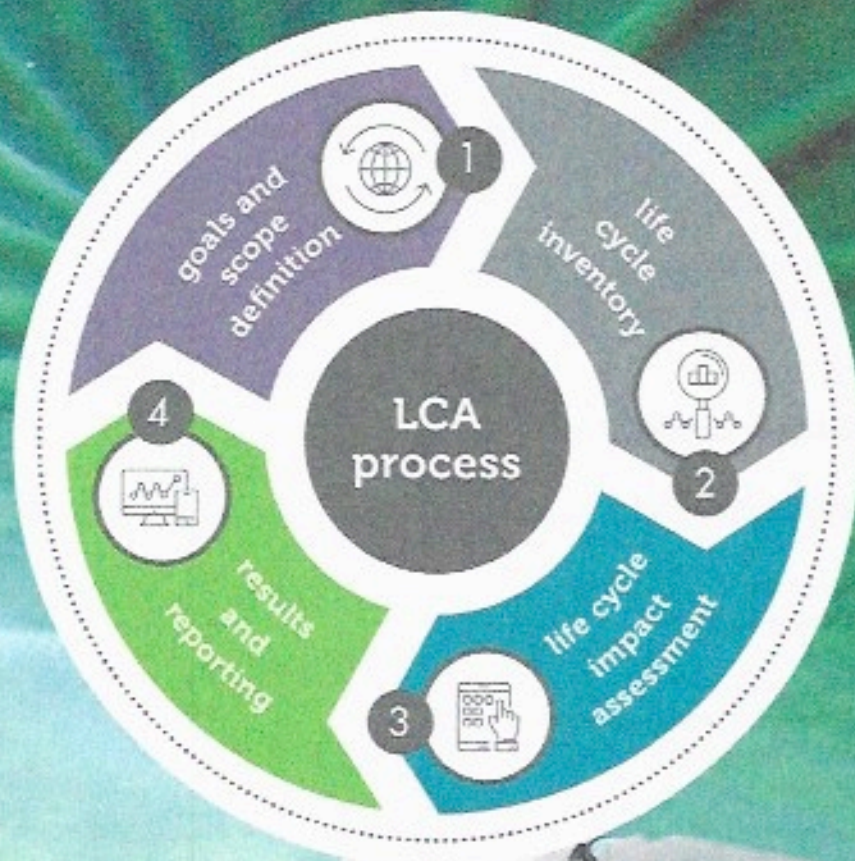 LCA
process
1
goals and
scope
definition
2
life
cycle
inventory
3
life cycle
impact
assessment
4
results
and
reporting